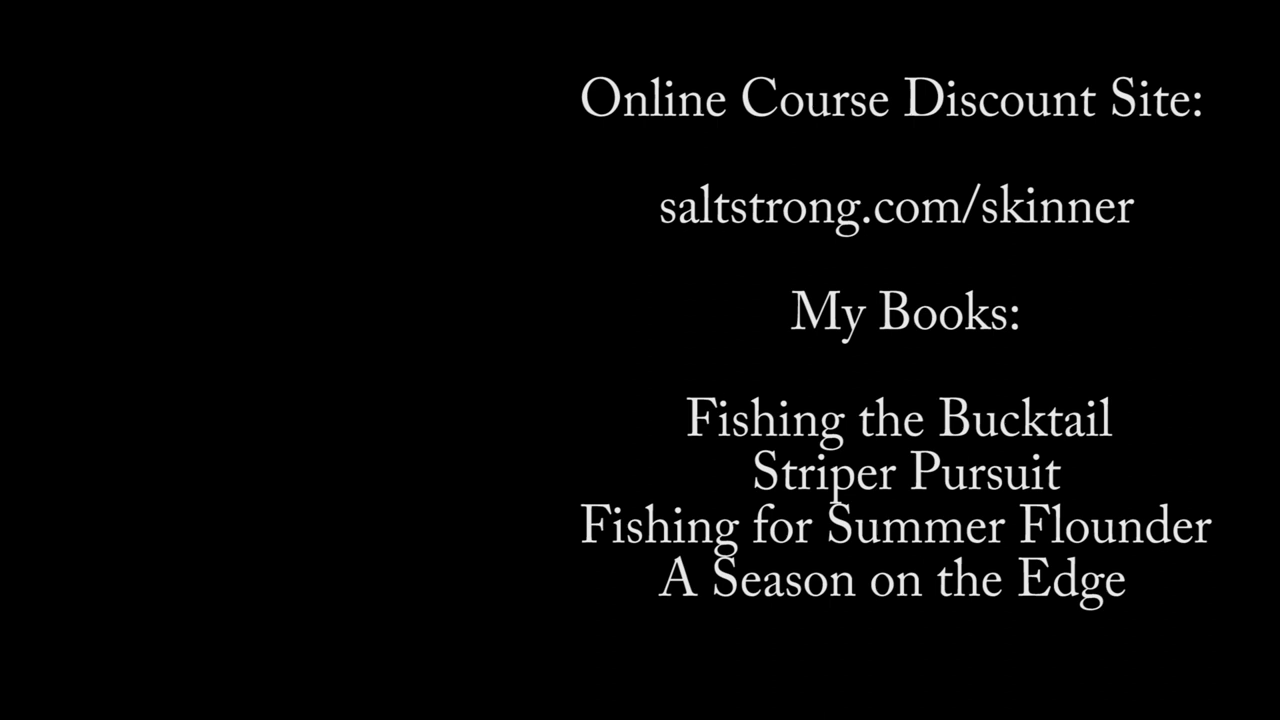 Online Course Discount Site:
saltstrong.com/skinner
My Books:
Fishing the Bucktail
Striper Pursuit
Fishing for Summer Flounder
A Season on the Edge